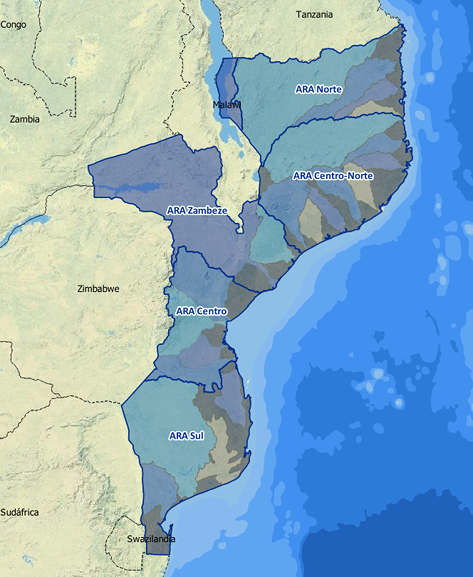 Congo
Tanzania
ARA Norte
Malawi
Zambia
ARA Centro-Norte
ARA Zambeze
Zimbabwe
ARA Centro
ARA Sul
Sudáfrica
Swazilandia